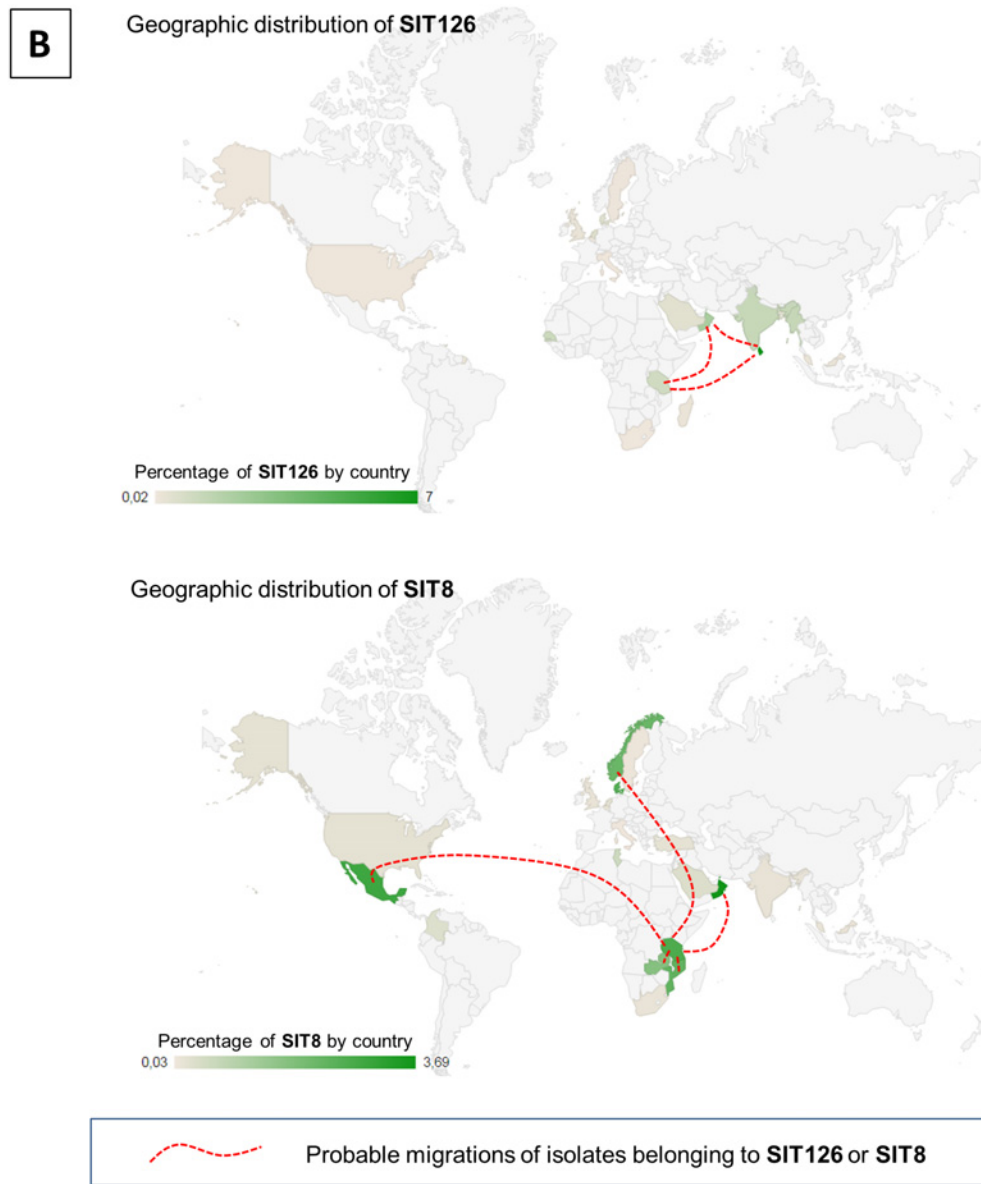 B
Geographic distribution of SIT126
Percentage of SIT126 by country
0,02 7
Geographic distribution of SIT8
Percentage of SIT8 by country
0,03 3,69
Probable migrations of isolates belonging to SIT126 or SIT8